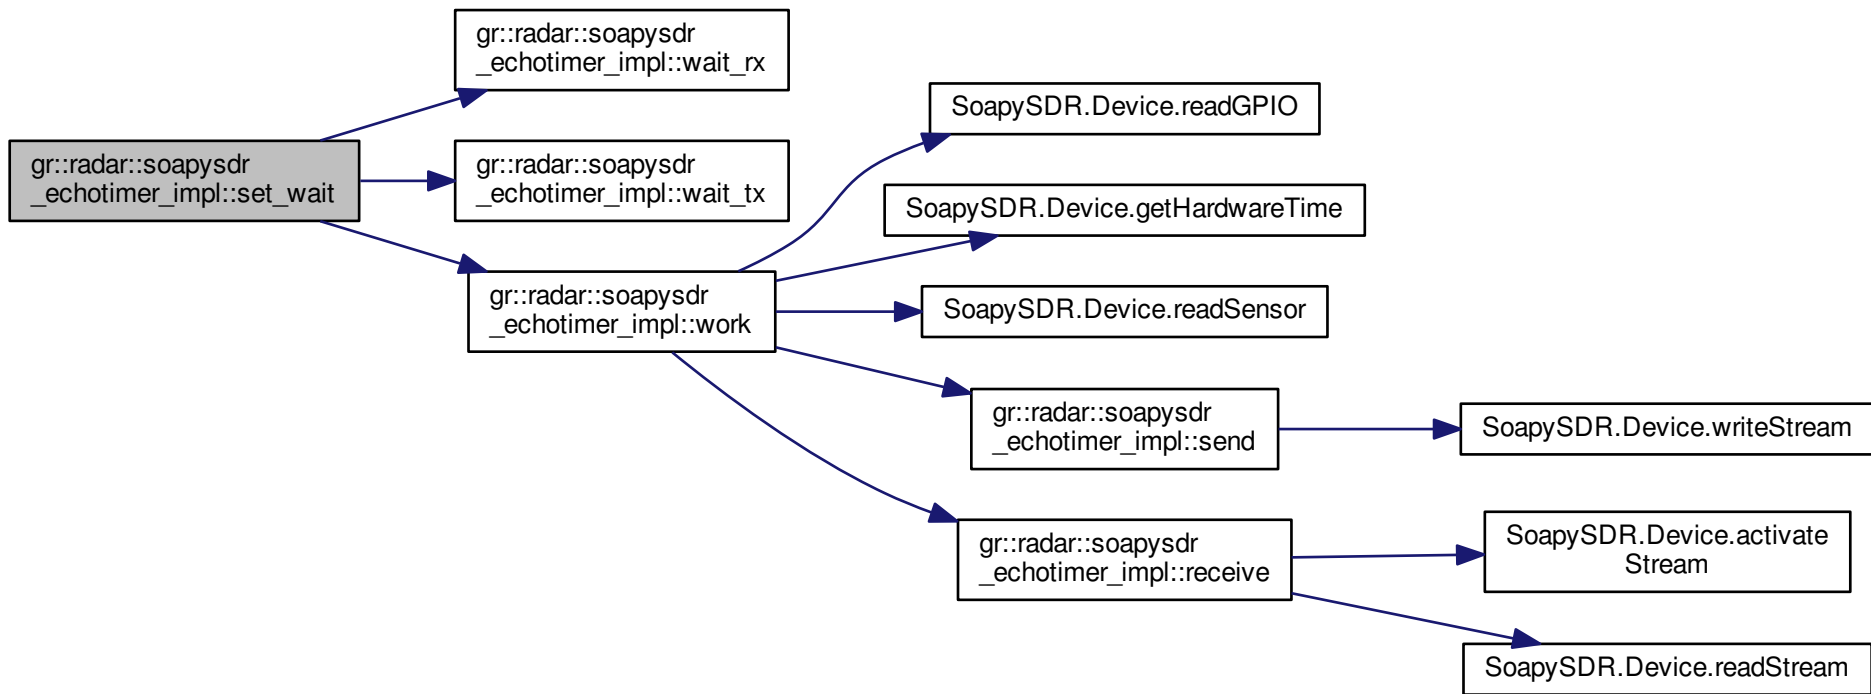 gr::radar::soapysdr
_echotimer_impl::set_wait
gr::radar::soapysdr
_echotimer_impl::wait_rx
gr::radar::soapysdr
_echotimer_impl::wait_tx
gr::radar::soapysdr
_echotimer_impl::work
SoapySDR.Device.readGPIO
SoapySDR.Device.getHardwareTime
SoapySDR.Device.readSensor
gr::radar::soapysdr
_echotimer_impl::send
gr::radar::soapysdr
_echotimer_impl::receive
SoapySDR.Device.writeStream
SoapySDR.Device.activate
Stream
SoapySDR.Device.readStream